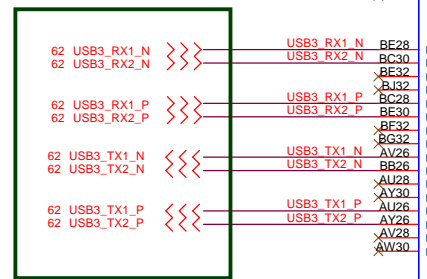 62 USB3_RX1_N USB3_RX1_N BE28
62 USB3_RX2_N USB3_RX2_N BC30
BE32
BJ32
62 USB3_RX1_P USB3_RX1_P BC28
62 USB3_RX2_P USB3_RX2_P BE30
BF32
BG32
62 USB3_TX1_N USB3_TX1_N AV26
62 USB3_TX2_N USB3_TX2_N BB26
AU28
AY30
62 USB3_TX1_P USB3_TX1_P AU26
62 USB3_TX2_P USB3_TX2_P AY26
AV28
AW30